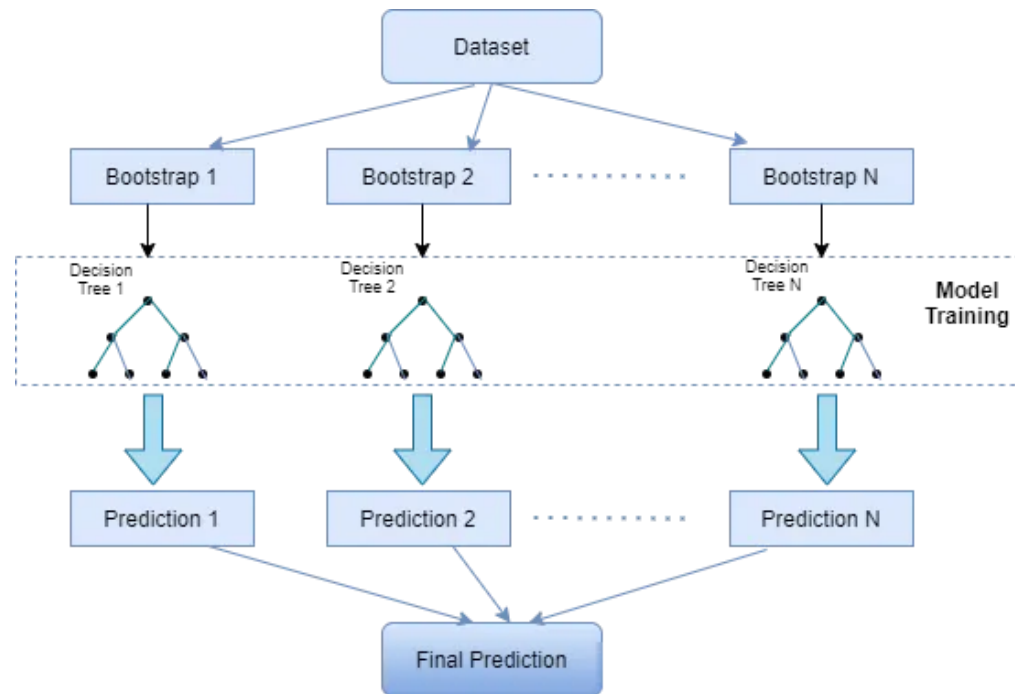 Dataset
Bootstrap 1
Bootstrap 2
Bootstrap N
Decision
Tree 1
Decision
Tree 2
Decision
Tree N
Model
Training
Prediction 1
Prediction 2
Prediction N
Final Prediction